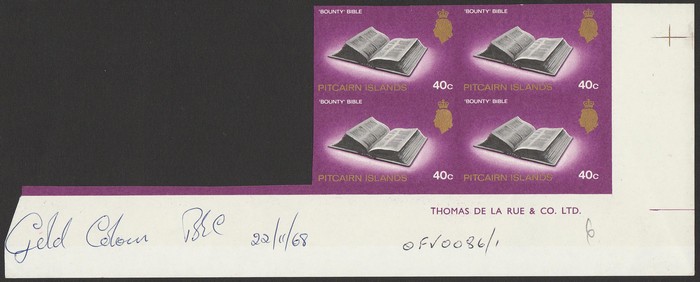 'BOUNTY' BIBLE 'BOUNTY' BIBLE
PITCAIRN ISLANDS 40c PITCAIRN ISLANDS 40c
'BOUNTY' BIBLE 'BOUNTY' BIBLE
PITCAIRN ISLANDS 40c PITCAIRN ISLANDS 40c
THOMAS DE LA RUE & CO. LTD.
Gold Colour 22/11/68 OFV0086/1